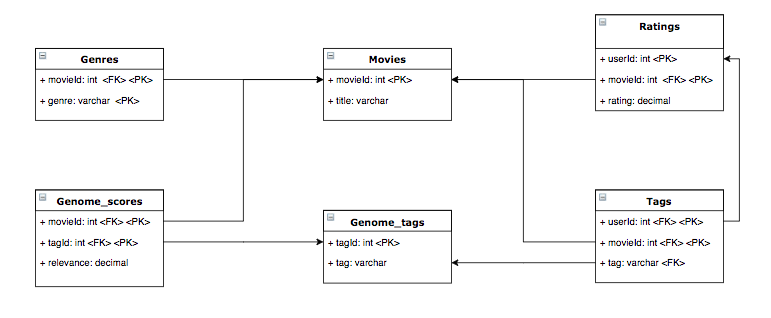 Genres
+ movieId: int <FK> <PK>
+ genre: varchar <PK>
Movies
+ movieId: int <PK>
+ title: varchar
Ratings
+ userId: int <PK>
+ movieId: int <FK> <PK>
+ rating: decimal
Genome_scores
+ movieId: int <FK> <PK>
+ tagId: int <FK> <PK>
+ relevance: decimal
Genome_tags
+ tagId: int <PK>
+ tag: varchar
Tags
+ userId: int <FK> <PK>
+ movieId: int <FK> <PK>
+ tag: varchar <FK>